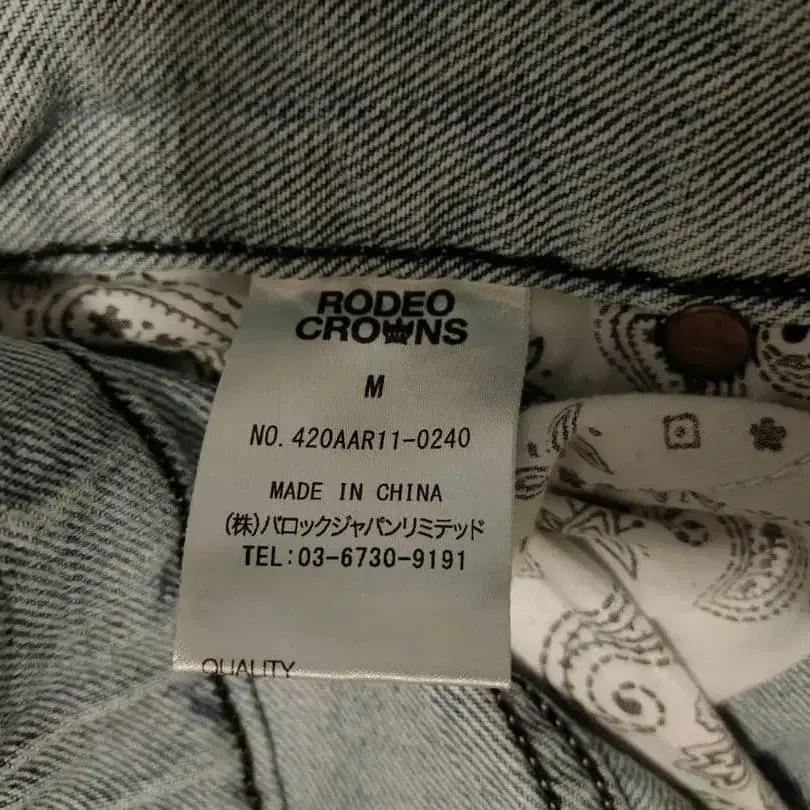 RODEO
CROWNS
M
NO. 420AAR11-0240
MADE IN CHINA
(株)バロックジャパンリミテッド
TEL:03-6730-9191
QUALITY